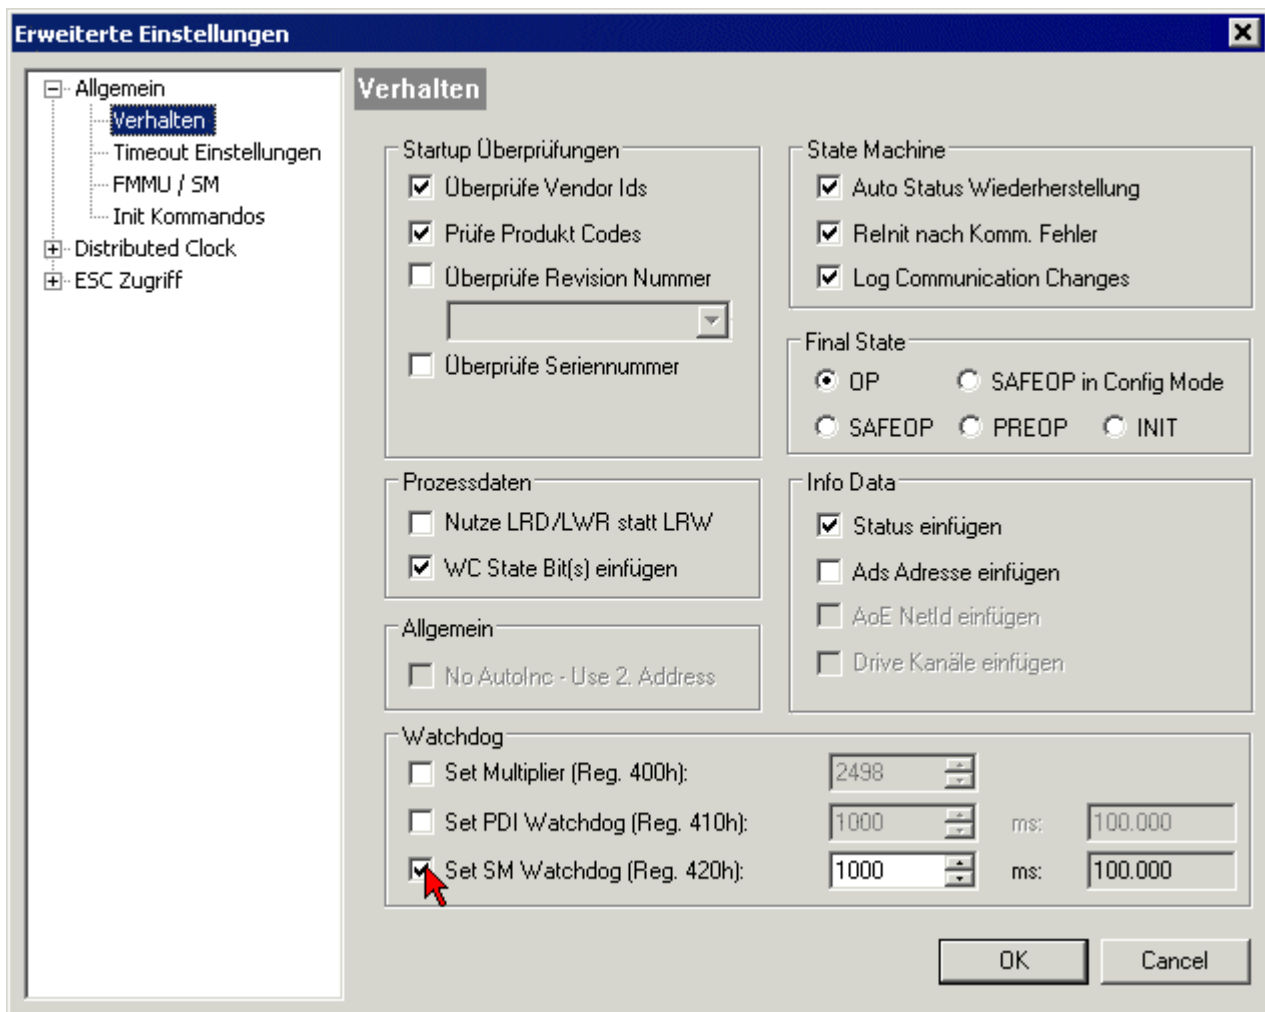 Erweiterte Einstellungen
Allgemein
Verhalten
Timeout Einstellungen
FMMU / SM
Init Kommandos
Distributed Clock
ESC Zugriff
Verhalten
Startup Überprüfungen
Überprüfe Vendor Ids
Prüfe Produkt Codes
Überprüfe Revision Nummer
Überprüfe Seriennummer
State Machine
Auto Status Wiederherstellung
ReInit nach Komm. Fehler
Log Communication Changes
Final State
OP SAFEOP in Config Mode
SAFEOP PREOP INIT
Prozessdaten
Nutze LRD/LWR statt LRW
WC State Bit(s) einfügen
Info Data
Status einfügen
Ads Adresse einfügen
AoE NetId einfügen
Drive Kanäle einfügen
Allgemein
No AutoInc - Use 2. Address
Watchdog
Set Multiplier (Reg. 400h): 2498
Set PDI Watchdog (Reg. 410h): 1000 ms: 100.000
Set SM Watchdog (Reg. 420h): 1000 ms: 100.000
OK Cancel